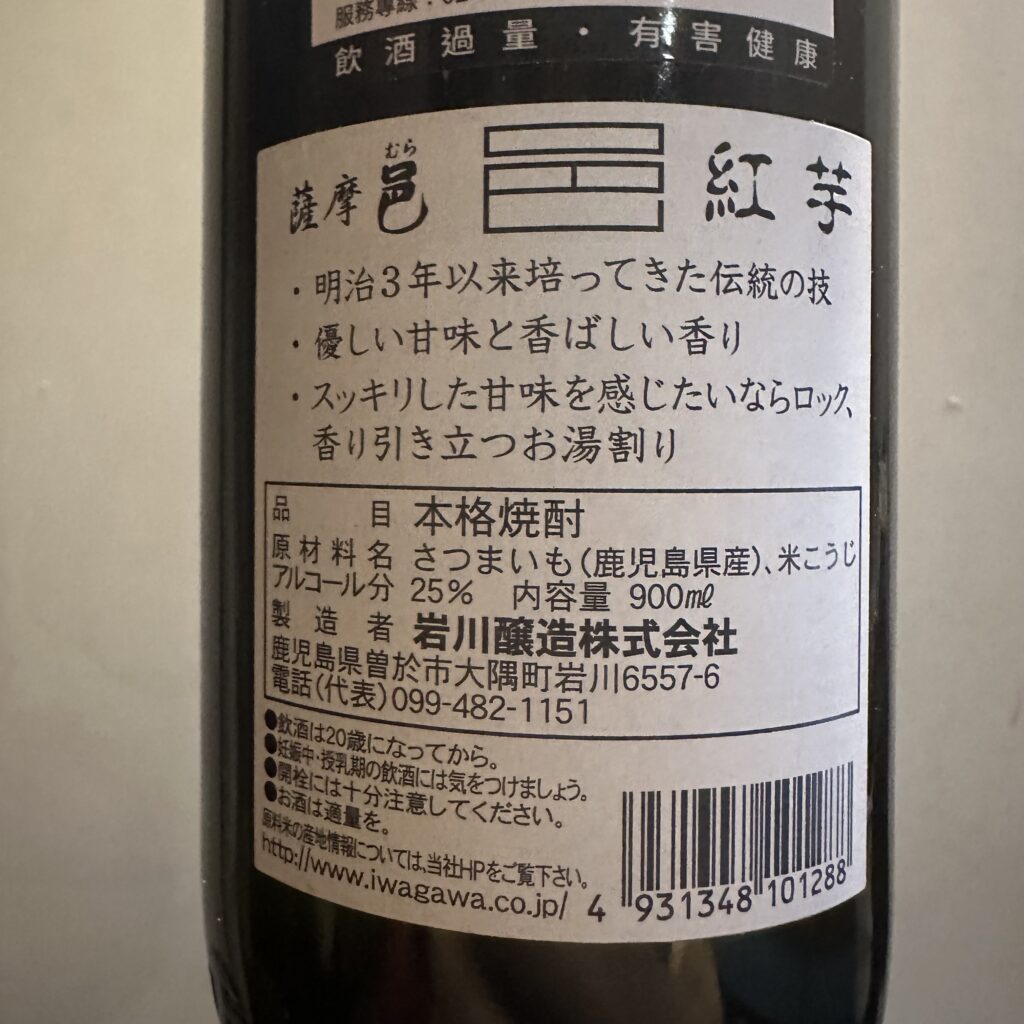 服務專線:02
飲酒過量・有害健康
むら
薩摩邑 紅芋
・明治3年以来培ってきた伝統の技
・優しい甘味と香ばしい香り
・スッキリした甘味を感じたいならロック、
香り引き立つお湯割り
品目 本格焼酎
原材料名 さつまいも(鹿児島県産)、米こうじ
アルコール分 25% 内容量 900㎖
製造者 岩川醸造株式会社
鹿児島県曽於市大隅町岩川6557-6
電話(代表)099-482-1151
●飲酒は20歳になってから。
●妊娠中・授乳期の飲酒には気をつけましょう。
●開栓には十分注意してください。
●お酒は適量を。
原料米の産地情報については、当社HPをご覧下さい。
http://www.iwagawa.co.jp/
4 931348 101288